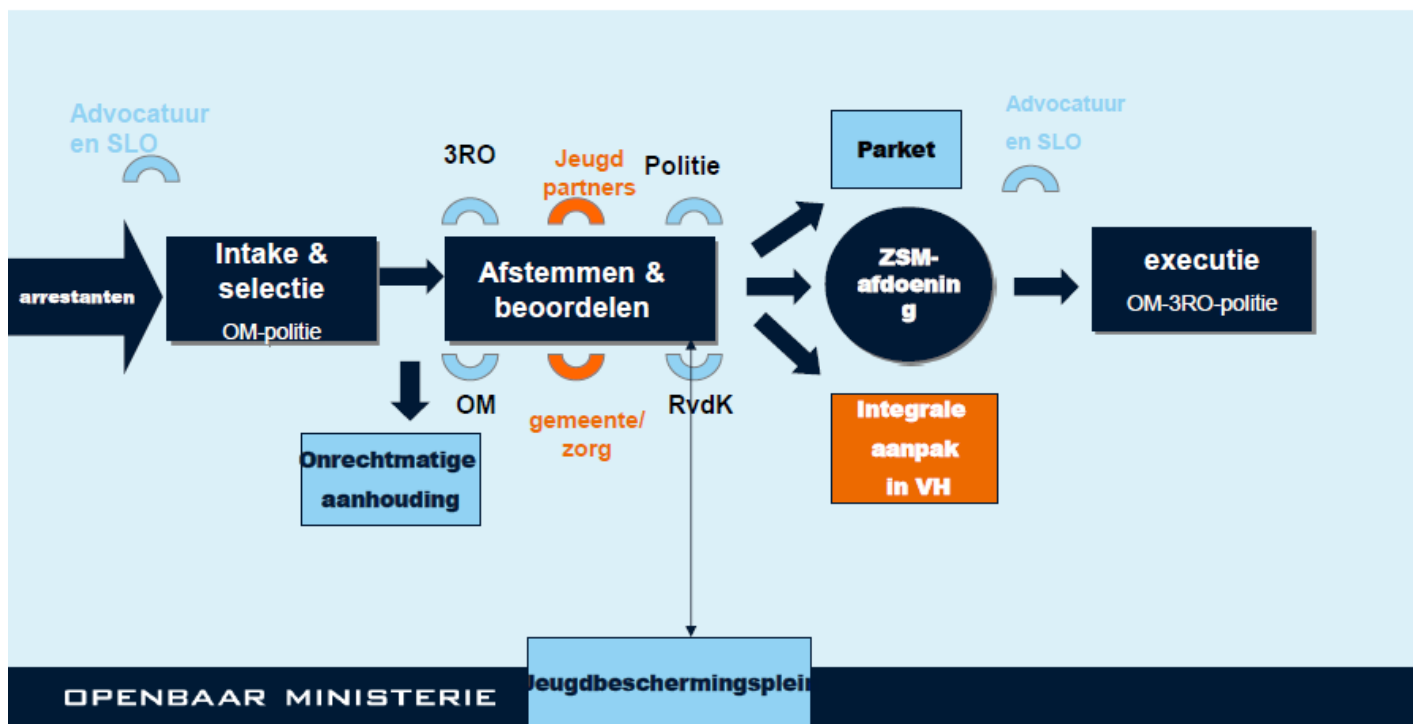 Advocatuur
en SLO
3RO
Jeugd
partners
Politie
Parket
Advocatuur
en SLO
arrestanten
Intake &
selectie
OM-politie
Afstemmen &
beoordelen
ZSM-
afdoenin
g
executie
OM-3RO-politie
OM
gemeente/
zorg
RvdK
Integrale
aanpak
in VH
Onrechtmatige
aanhouding
Jeugdbeschermingsplein
OPENBAAR MINISTERIE